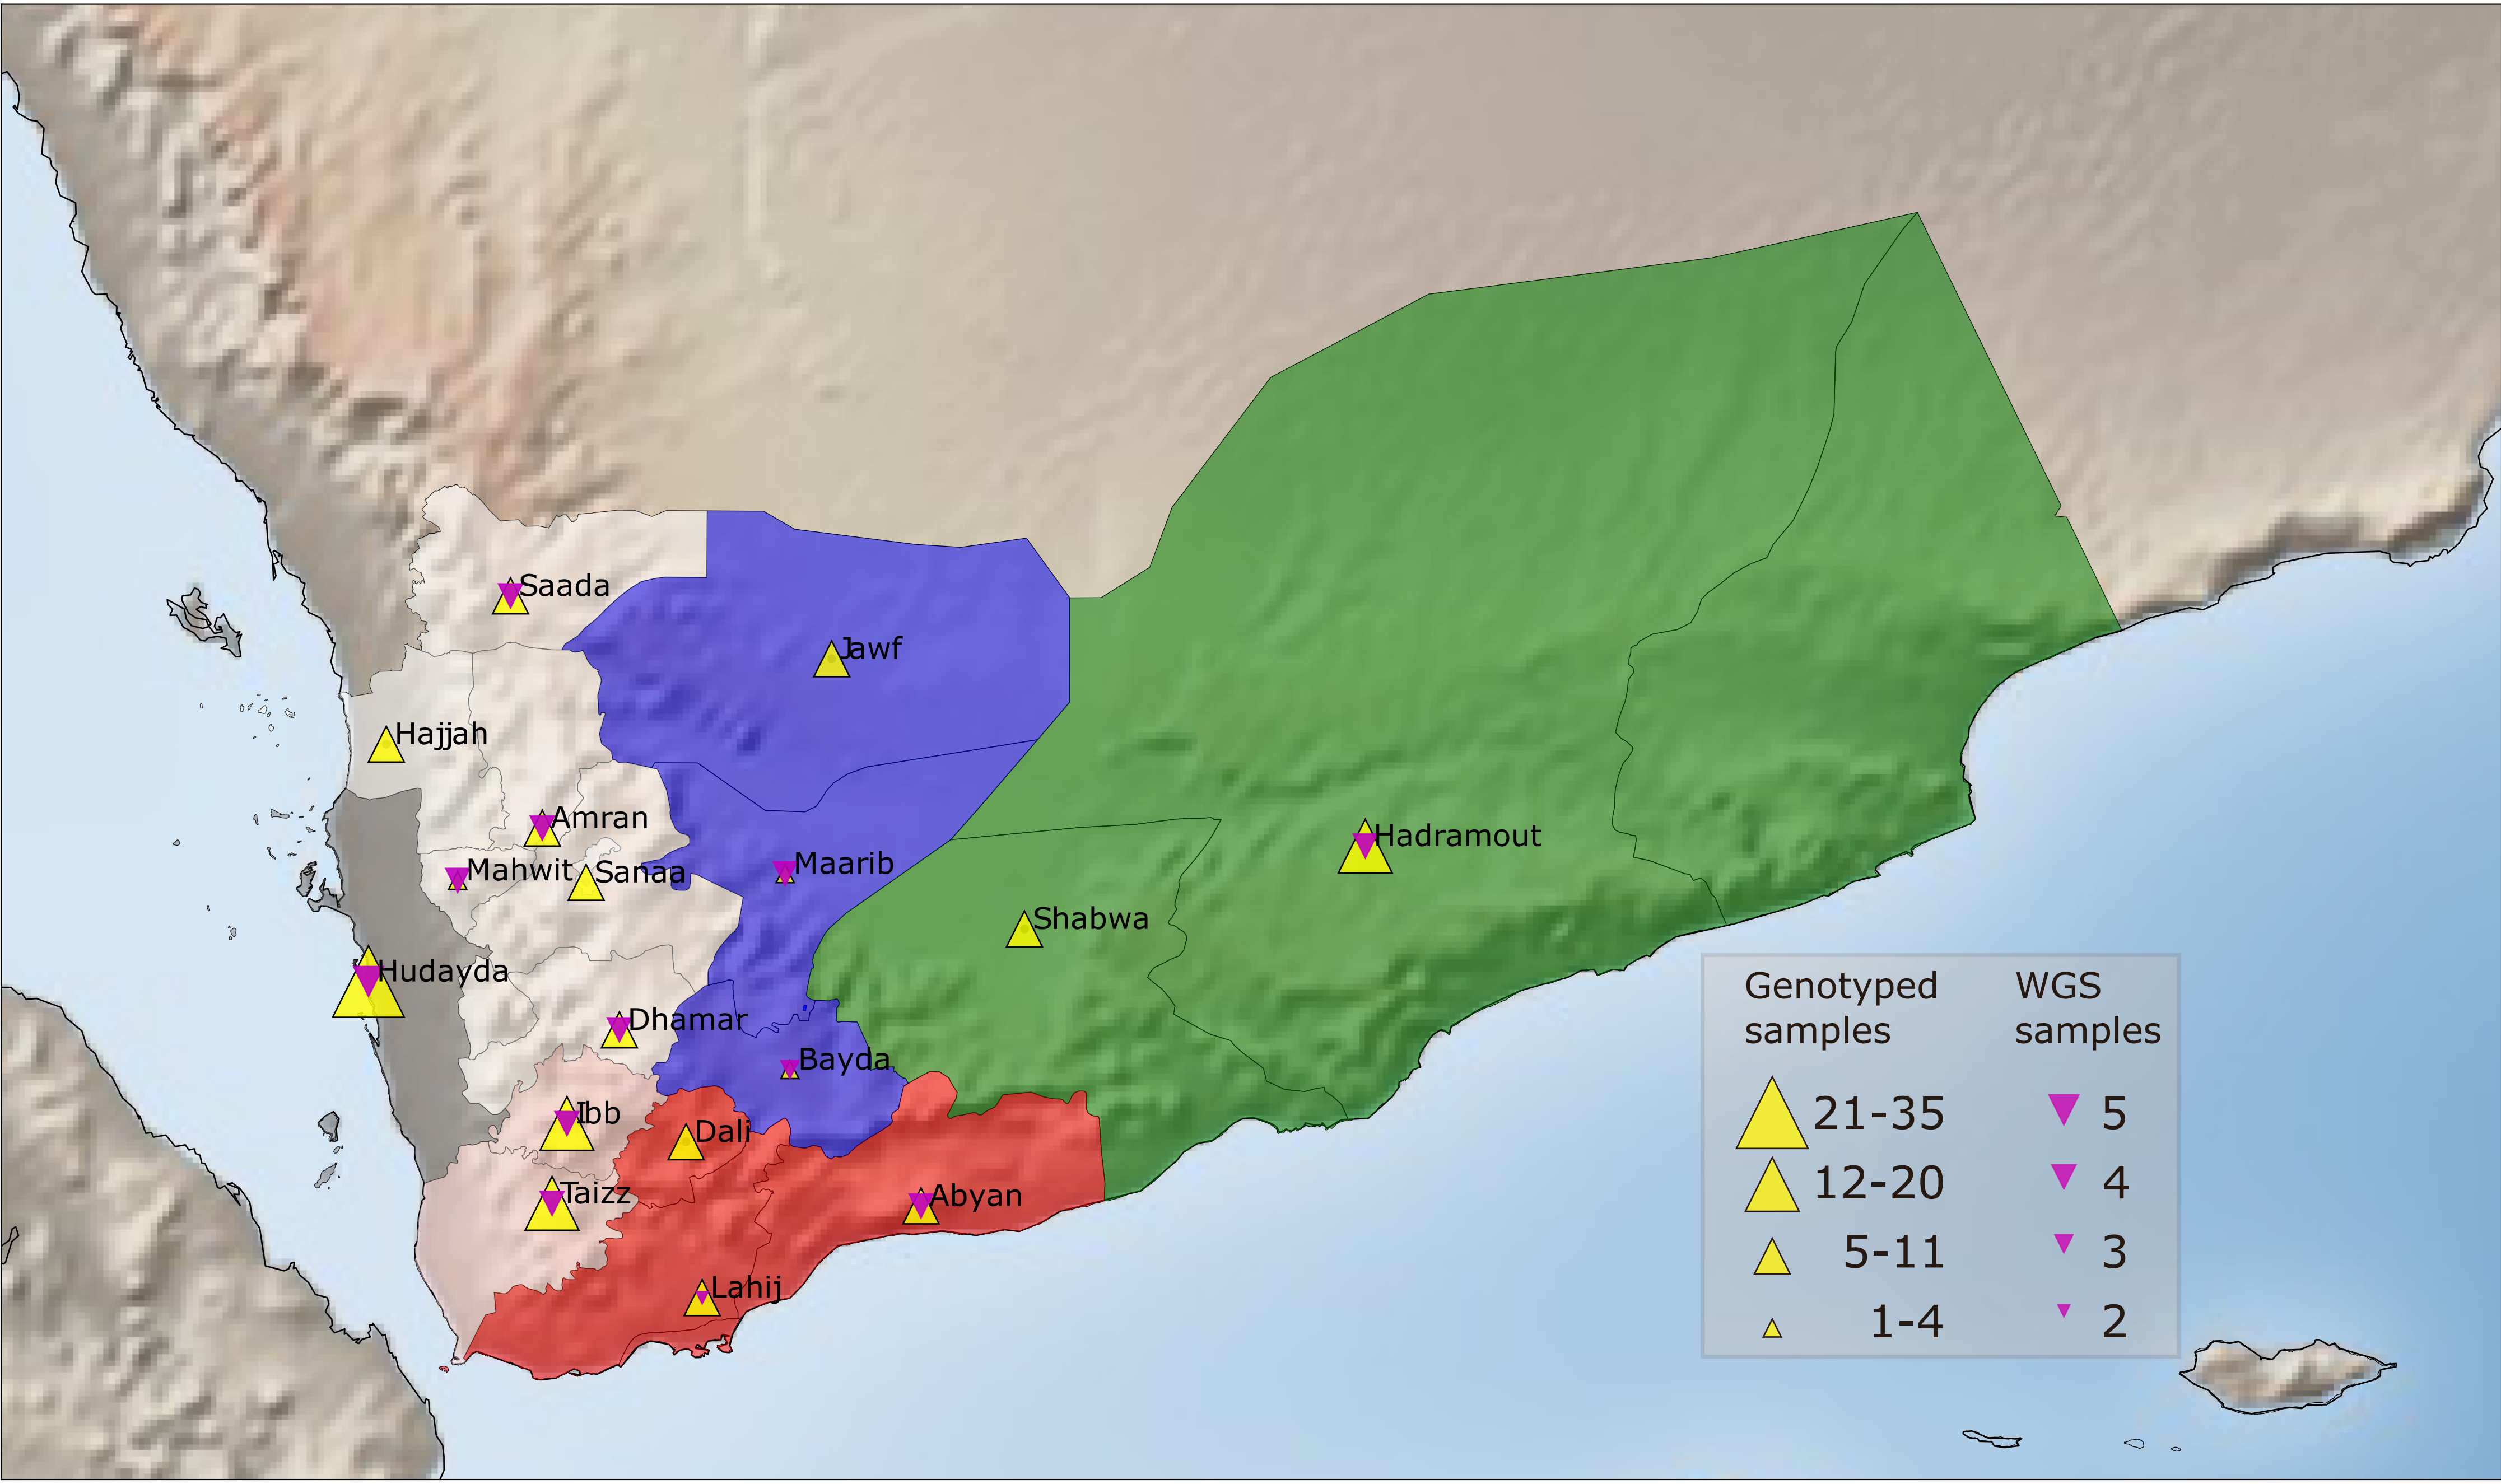 Saada
Jawf
Hajjah
Amran
Hadramout
Maarib
Mahwit
Sanaa
Shabwa
Hudayda
Dhamar
Bayda
Ibb
Dali
Taizz
Abyan
Lahij
Genotyped WGS
samples samples
21-35 5
12-20 4
5-11 3
1-4 2